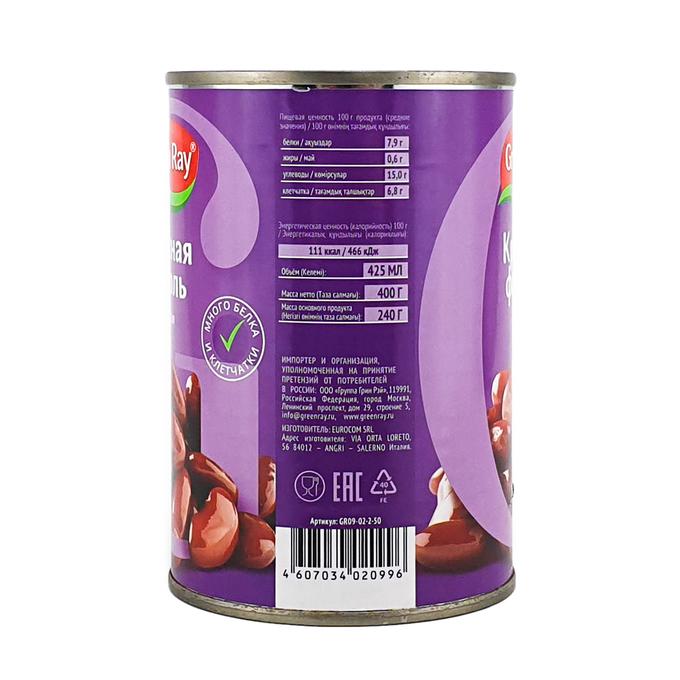 Ray®
ная
ль
МНОГО БЕЛКА
И КЛЕТЧАТКИ
Пищевая ценность 100 г продукта (средние
значения) / 100 г өнімнің тағамдық құндылығы:
белки / ақуыздар 7,9 г
жиры / май 0,6 г
углеводы / көмірсулар 15,0 г
клетчатка / тағамдық талшықтар 6,8 г
Энергетическая ценность (калорийность) 100 г
/ Энергетикалық құндылығы (калориялығы):
111 ккал / 466 кДж
Объём (Көлемі): 425 МЛ
Масса нетто (Таза салмағы): 400 Г
Масса основного продукта
(Негізгі өнімнің таза салмағы): 240 Г
ИМПОРТЕР И ОРГАНИЗАЦИЯ,
УПОЛНОМОЧЕННАЯ НА ПРИНЯТИЕ
ПРЕТЕНЗИЙ ОТ ПОТРЕБИТЕЛЕЙ
В РОССИИ: ООО «Группа Грин Рэй», 119991,
Российская Федерация, город Москва,
Ленинский проспект, дом 29, строение 5,
info@greenray.ru, www.greenray.ru
ИЗГОТОВИТЕЛЬ: EUROCOM SRL
Адрес изготовителя: VIA ORTA LORETO,
56 84012 – ANGRI – SALERNO Италия.
EAC
40
FE
Артикул: GR09-02-2-50
4 607034 020996
G
К
ф